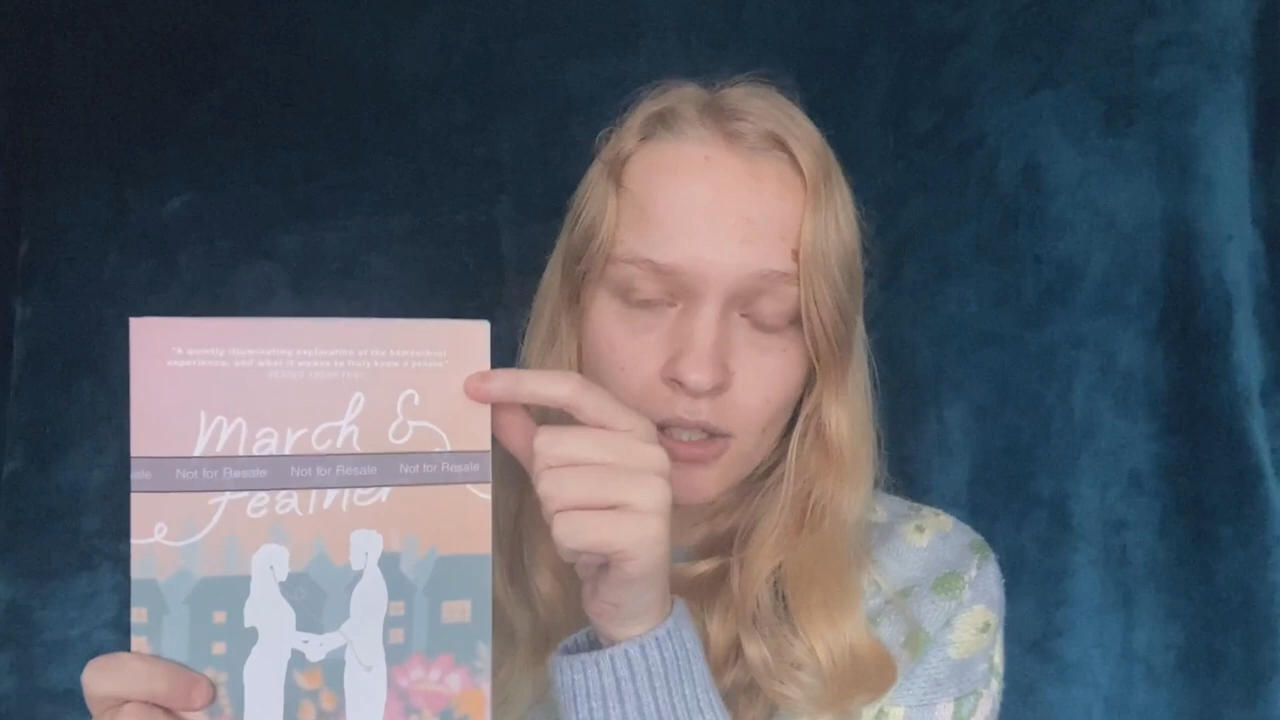 "A quietly illuminating exploration of the homeschool
experience, and what it means to truly know a person"
March &
Not for Resale Not for Resale Not for Resale
Feather